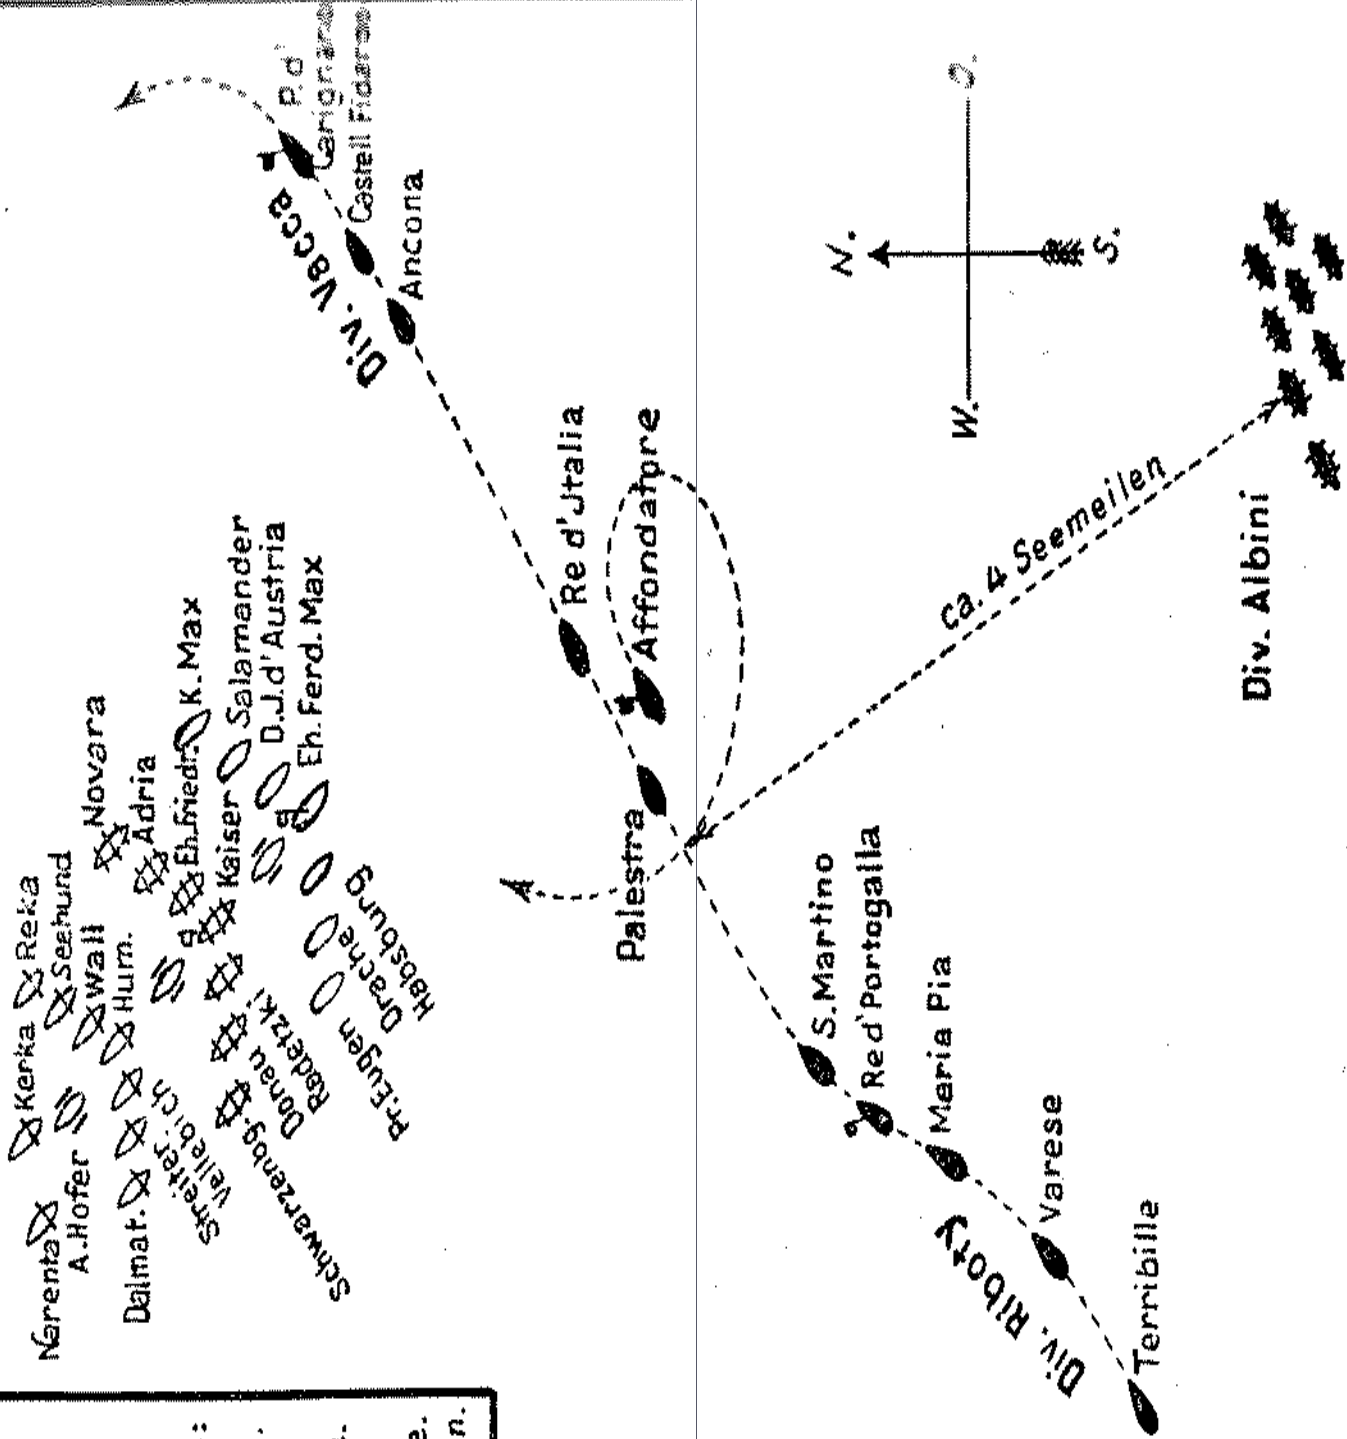 P. d'
Carignano
Castell Fidardo
Ancona
Div. Vacca
Re d'Jtalia
Affondatore
Palestra
S. Martino
Re d'Portogalla
Maria Pia
Varese
Terribille
Div. Riboty
Div. Albini
ca. 4 Seemeilen
N.
O.
S.
W.
Novara
Adria
Eh. Friedr.
Kaiser
K. Max
Salamander
D.J.d'Austria
Eh. Ferd. Max
Habsburg
Drache
Pr. Eugen
Radetzki
Donau
Schwarzenbg.
Reka
Seehund
Wall
Hum.
Kerka
Vellebich
Streiter
Dalmat.
A. Hofer
Narenta